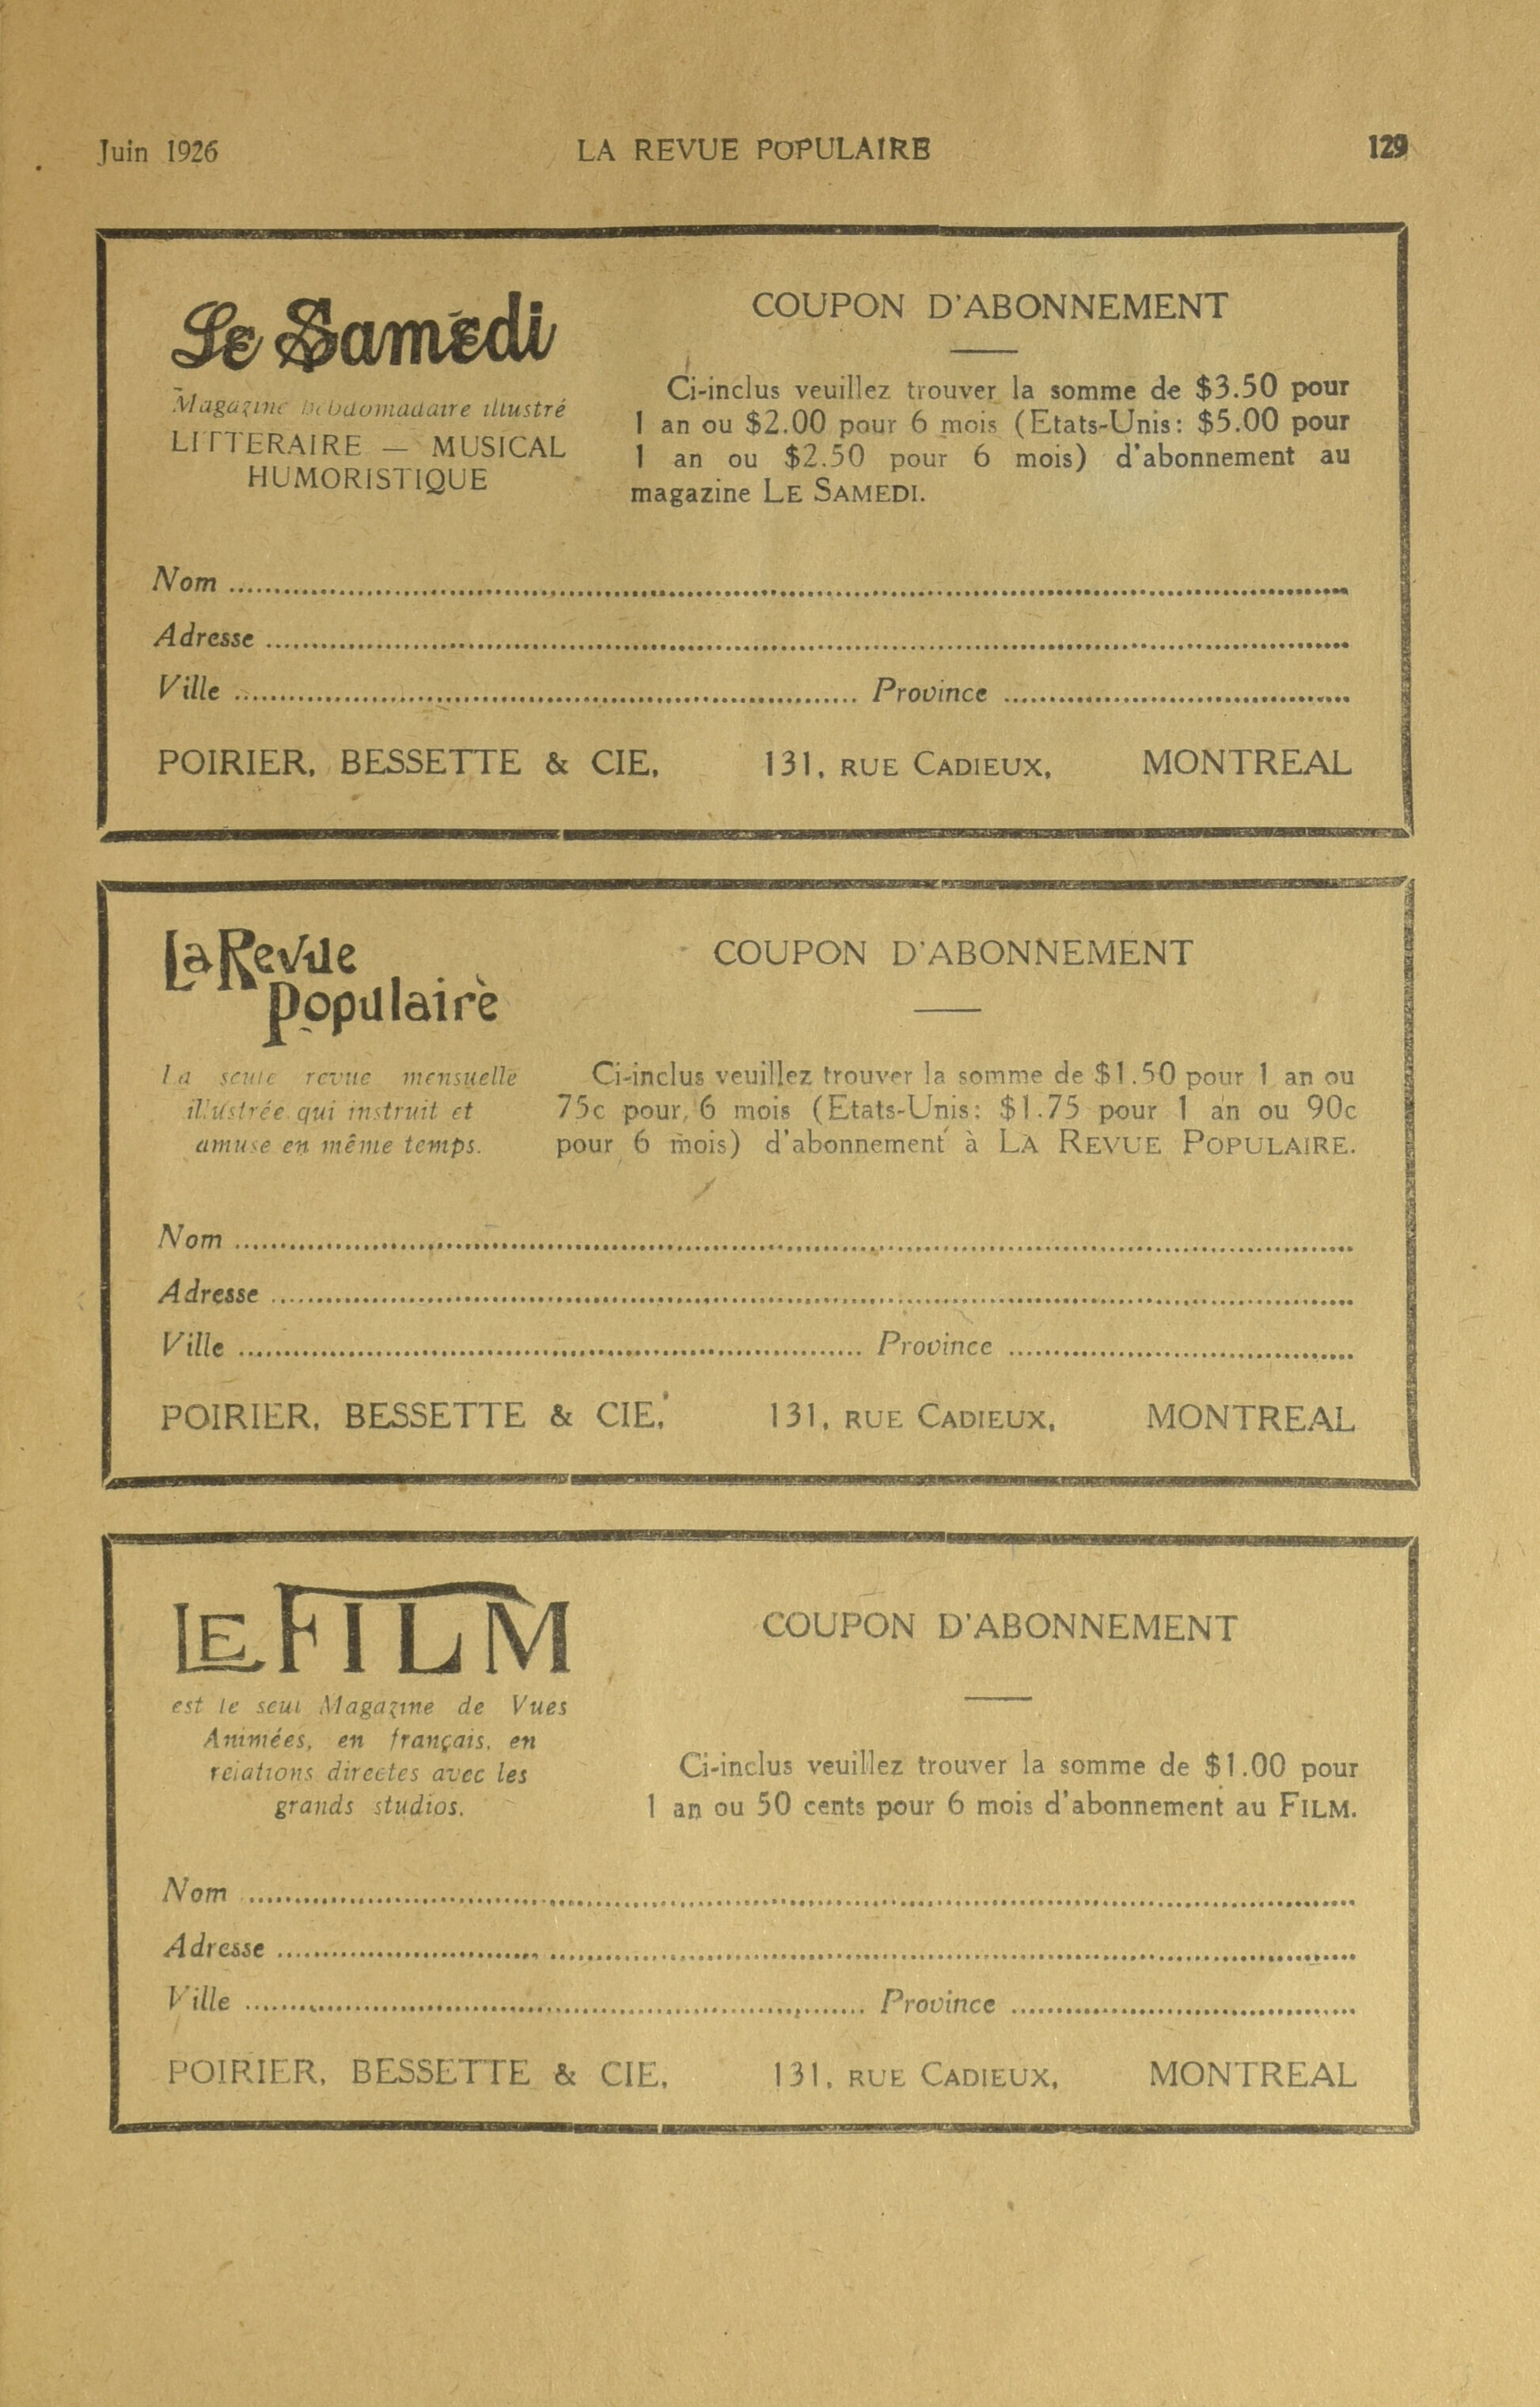 Juin 1926 LA REVUE POPULAIRE 129
Le Samedi
Magazine hebdomadaire illustré
LITTERAIRE — MUSICAL
HUMORISTIQUE
COUPON D'ABONNEMENT
Ci-inclus veuillez trouver la somme de $3.50 pour
1 an ou $2.00 pour 6 mois (Etats-Unis: $5.00 pour
1 an ou $2.50 pour 6 mois) d'abonnement au
magazine LE SAMEDI.
Nom
Adresse
Ville Province
POIRIER, BESSETTE & CIE, 131, RUE CADIEUX, MONTREAL
La Revue
Populaire
La seule revue mensuelle
illustrée qui instruit et
amuse en même temps.
COUPON D'ABONNEMENT
Ci-inclus veuillez trouver la somme de $1.50 pour 1 an ou
75c pour 6 mois (Etats-Unis: $1.75 pour 1 an ou 90c
pour 6 mois) d'abonnement à LA REVUE POPULAIRE.
Nom
Adresse
Ville Province
POIRIER, BESSETTE & CIE, 131, RUE CADIEUX, MONTREAL
LE FILM
est le seul Magazine de Vues
Animées, en français, en
relations directes avec les
grands studios.
COUPON D'ABONNEMENT
Ci-inclus veuillez trouver la somme de $1.00 pour
1 an ou 50 cents pour 6 mois d'abonnement au FILM.
Nom
Adresse
Ville Province
POIRIER, BESSETTE & CIE, 131, RUE CADIEUX, MONTREAL